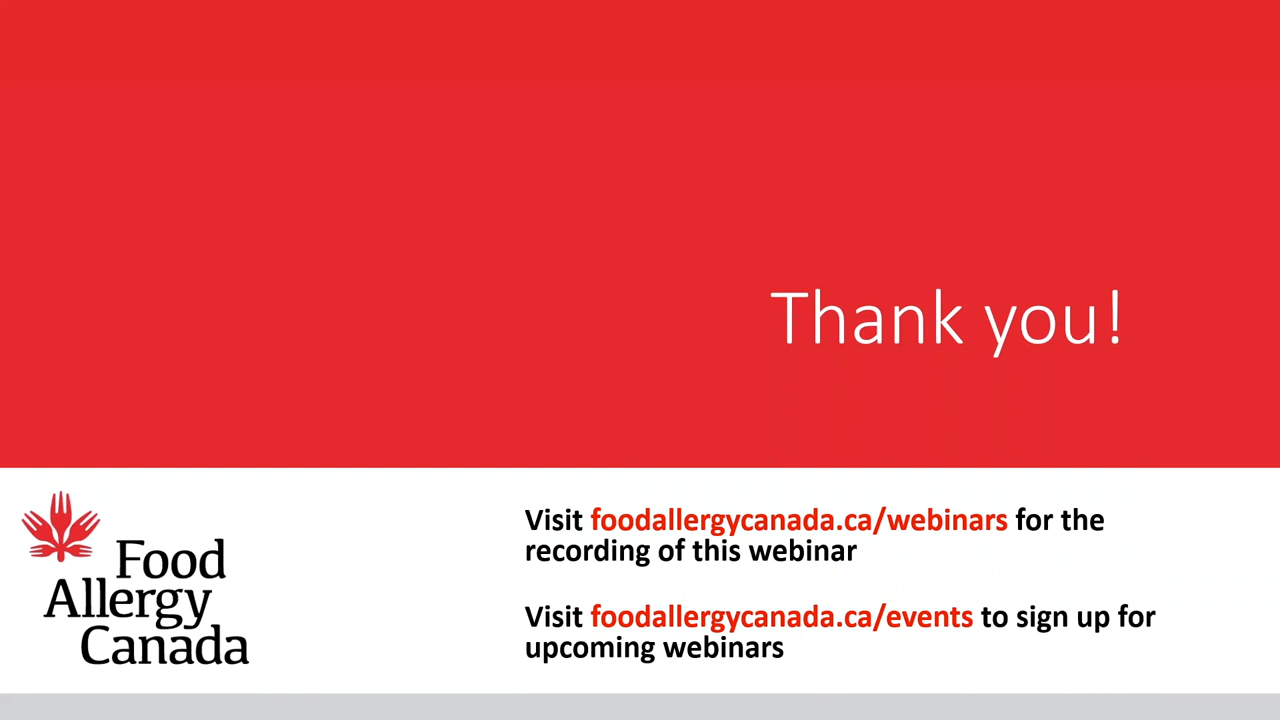 Thank you!
Food
Allergy
Canada
Visit foodallergycanada.ca/webinars for the
recording of this webinar
Visit foodallergycanada.ca/events to sign up for
upcoming webinars